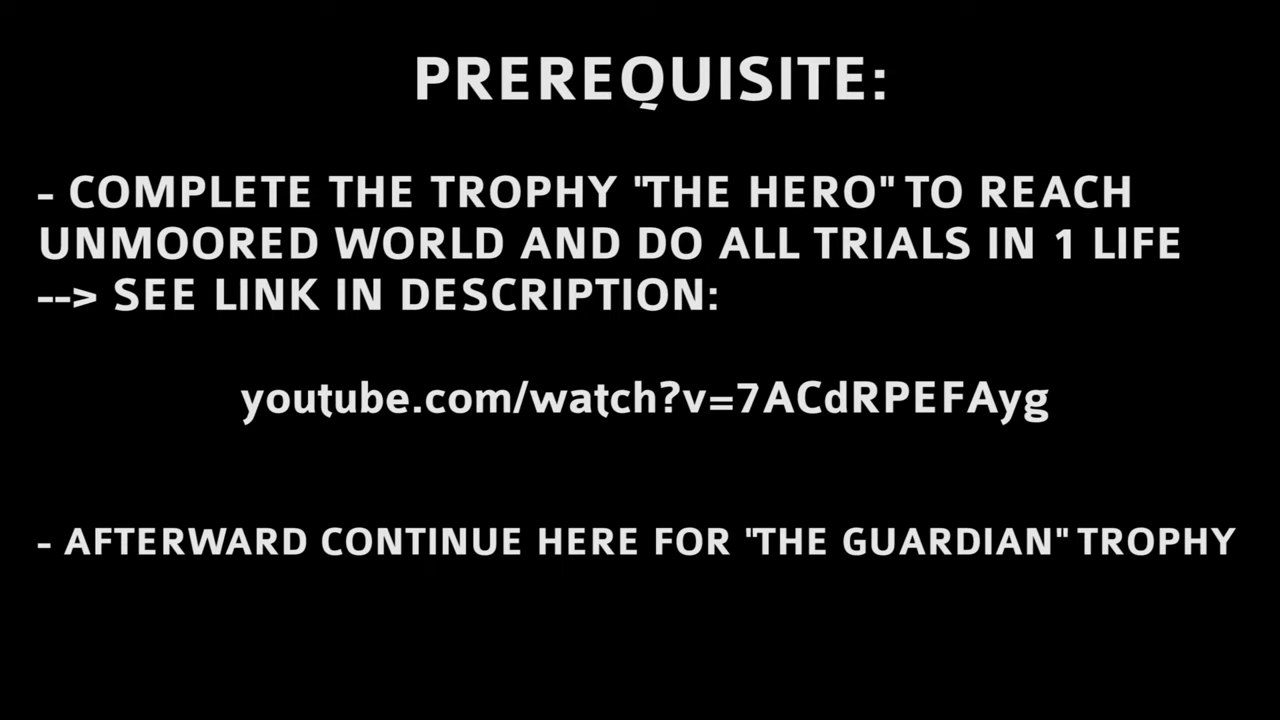 PREREQUISITE:
- COMPLETE THE TROPHY "THE HERO" TO REACH
UNMOORED WORLD AND DO ALL TRIALS IN 1 LIFE
--> SEE LINK IN DESCRIPTION:
youtube.com/watch?v=7ACdRPEFAyg
- AFTERWARD CONTINUE HERE FOR "THE GUARDIAN" TROPHY